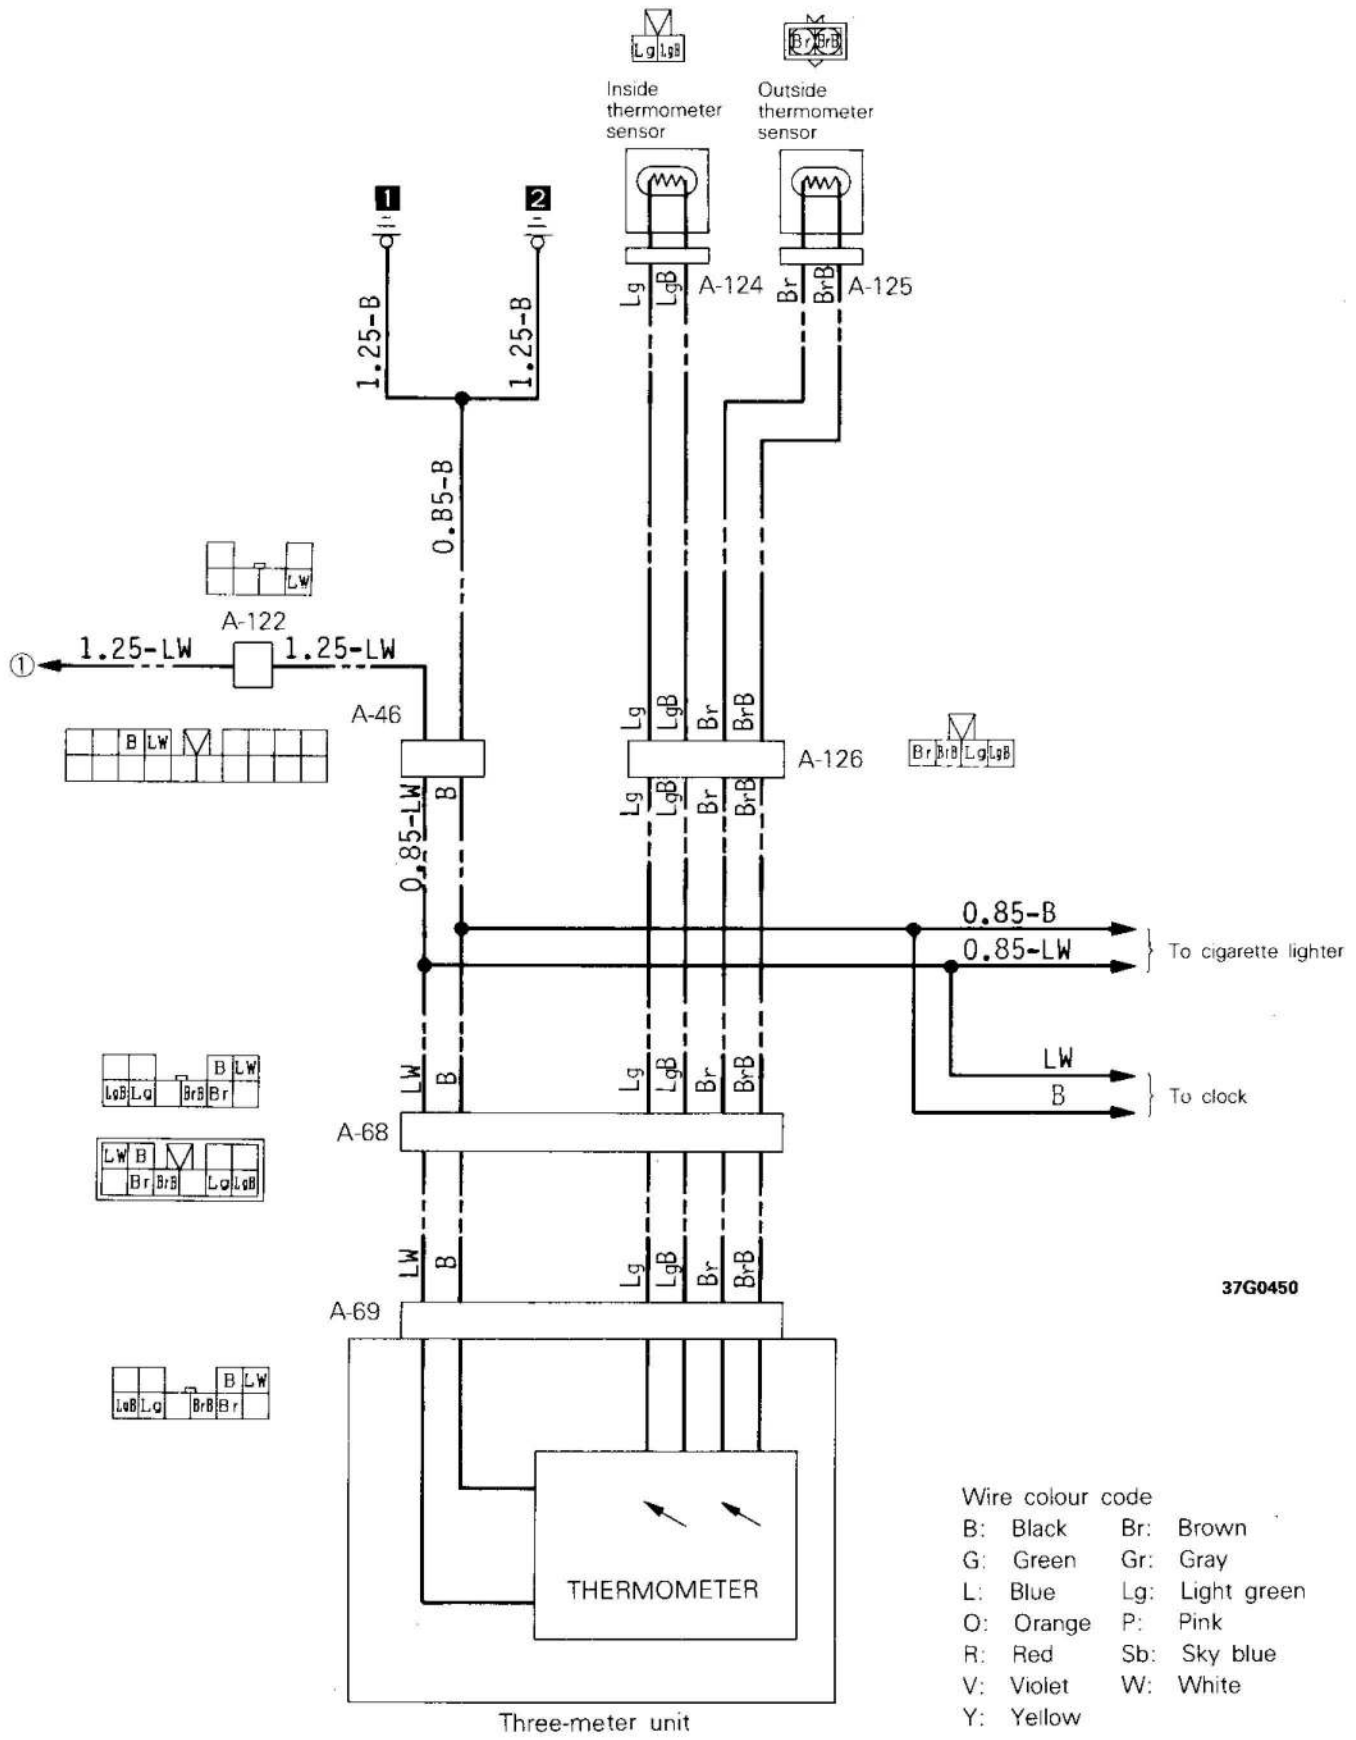 Lg LgB
Br BrB
Inside
thermometer
sensor
Outside
thermometer
sensor
1
2
Lg
LgB
A-124
Br
BrB
A-125
1.25-B
1.25-B
0.B5-B
LW
A-122
① 1.25-LW
1.25-LW
A-46
B LW
Lg
LgB
Br
BrB
A-126
Br BrB Lg LgB
0.85-LW
B
Lg
LgB
Br
BrB
0.85-B
0.85-LW
To cigarette lighter
LW
B
To clock
B LW
LgB Lg BrB Br
LW
B
Lg
LgB
Br
BrB
A-68
LW B
Br BrB Lg LgB
LW
B
Lg
LgB
Br
BrB
37G0450
A-69
B LW
LgB Lg BrB Br
THERMOMETER
Three-meter unit
Wire colour code
B: Black Br: Brown
G: Green Gr: Gray
L: Blue Lg: Light green
O: Orange P: Pink
R: Red Sb: Sky blue
V: Violet W: White
Y: Yellow